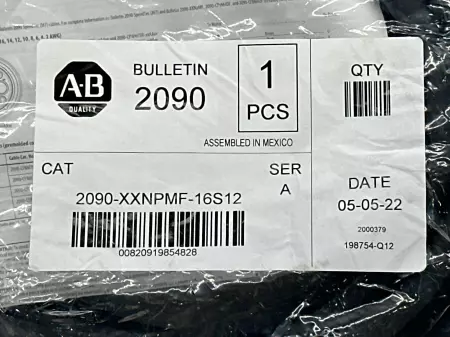 A-B
QUALITY
BULLETIN
2090
1
PCS
ASSEMBLED IN MEXICO
QTY
CAT
SER
A
2090-XXNPMF-16S12
00820919854828
DATE
05-05-22
2000379
198754-Q12